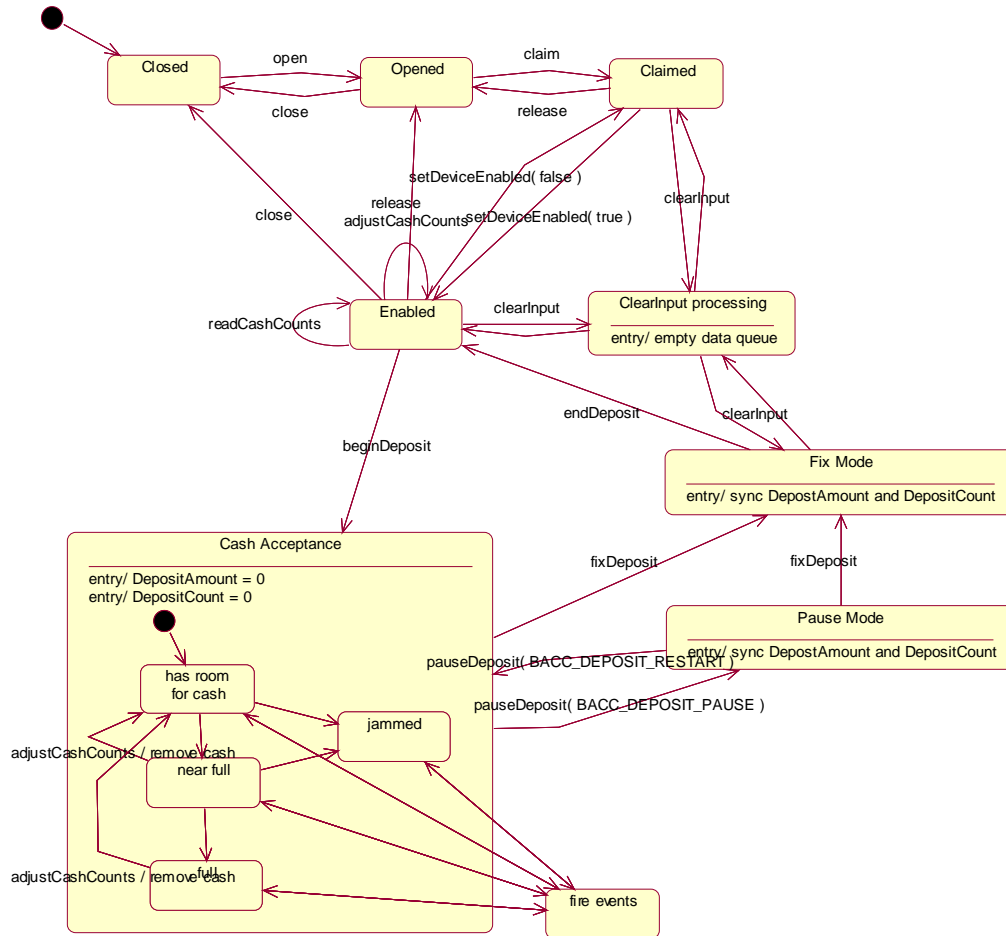 Closed
open
Opened
claim
Claimed
close
release
setDeviceEnabled( false )
clearInput
release
close
adjustCashCounts
setDeviceEnabled( true )
Enabled
clearInput
ClearInput processing
readCashCounts
entry/ empty data queue
endDeposit
clearInput
beginDeposit
Fix Mode
entry/ sync DepostAmount and DepositCount
Cash Acceptance
fixDeposit
fixDeposit
entry/ DepositAmount = 0
entry/ DepositCount = 0
Pause Mode
entry/ sync DepostAmount and DepositCount
pauseDeposit( BACC_DEPOSIT_RESTART )
has room
for cash
pauseDeposit( BACC_DEPOSIT_PAUSE )
jammed
adjustCashCounts / remove cash
near full
full
adjustCashCounts / remove cash
fire events